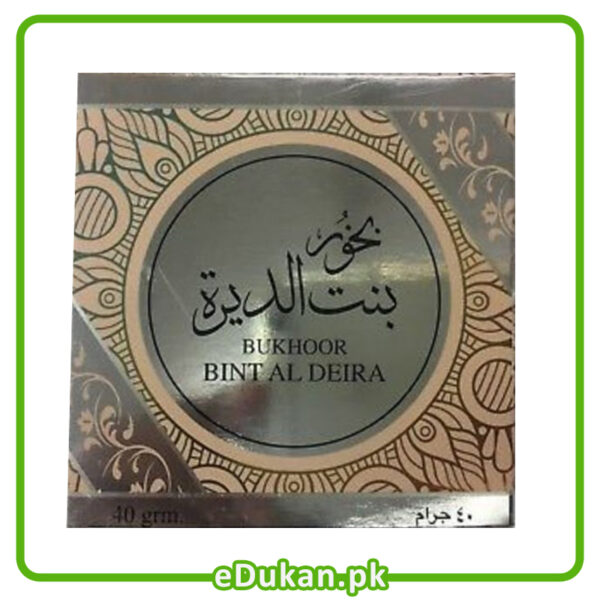 بخور
بنت الديرة
BUKHOOR
BINT AL DEIRA
40 grm.
٤٠ جرام
eDukan.pk